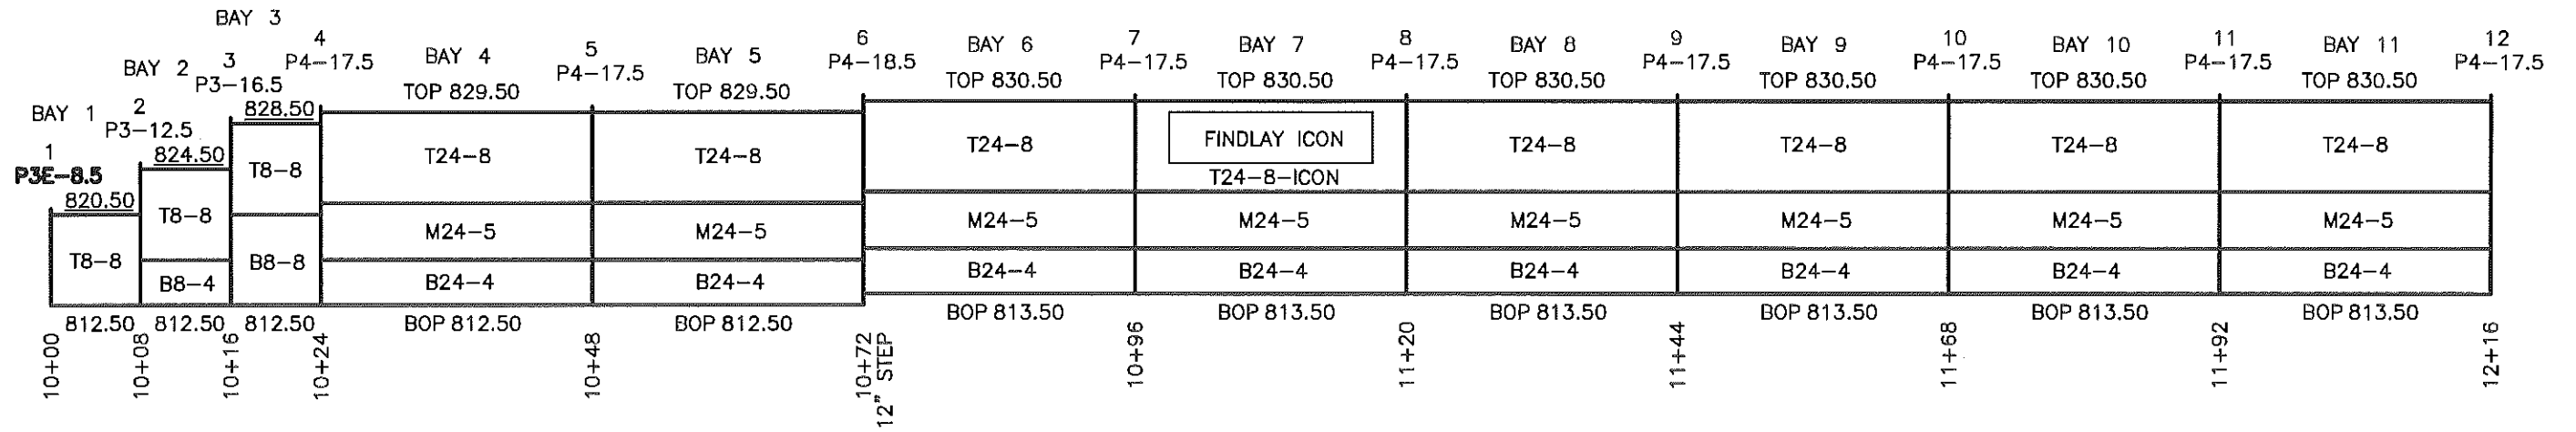 BAY 3
4
P4-17.5
BAY 4
TOP 829.50
5
P4-17.5
BAY 5
TOP 829.50
6
P4-18.5
BAY 6
TOP 830.50
7
P4-17.5
BAY 7
TOP 830.50
8
P4-17.5
BAY 8
TOP 830.50
9
P4-17.5
BAY 9
TOP 830.50
10
P4-17.5
BAY 10
TOP 830.50
11
P4-17.5
BAY 11
TOP 830.50
12
P4-17.5
BAY 2
3
P3-16.5
828.50
BAY 1
2
P3-12.5
824.50
1
P3E-8.5
820.50
T8-8
T8-8
B8-4
T8-8
B8-8
T24-8
M24-5
B24-4
T24-8
M24-5
B24-4
T24-8
M24-5
B24-4
FINDLAY ICON
T24-8-ICON
M24-5
B24-4
T24-8
M24-5
B24-4
T24-8
M24-5
B24-4
T24-8
M24-5
B24-4
T24-8
M24-5
B24-4
812.50
812.50
812.50
BOP 812.50
BOP 812.50
BOP 813.50
BOP 813.50
BOP 813.50
BOP 813.50
BOP 813.50
BOP 813.50
10+00
10+08
10+16
10+24
10+48
10+72
12" STEP
10+96
11+20
11+44
11+68
11+92
12+16